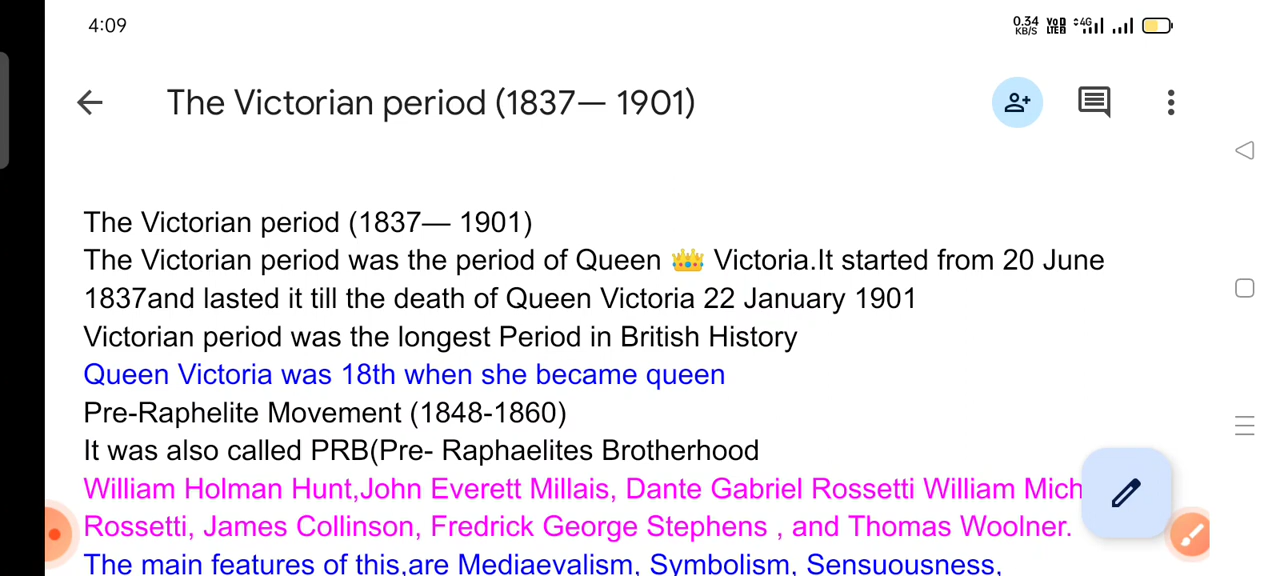 4:09
0.34 KB/S VoD LTE 2 4G
The Victorian period (1837— 1901)
The Victorian period (1837— 1901)
The Victorian period was the period of Queen 👑 Victoria.It started from 20 June
1837and lasted it till the death of Queen Victoria 22 January 1901
Victorian period was the longest Period in British History
Queen Victoria was 18th when she became queen
Pre-Raphelite Movement (1848-1860)
It was also called PRB(Pre- Raphaelites Brotherhood
William Holman Hunt,John Everett Millais, Dante Gabriel Rossetti William Mich
Rossetti, James Collinson, Fredrick George Stephens , and Thomas Woolner.
The main features of this,are Mediaevalism, Symbolism, Sensuousness,